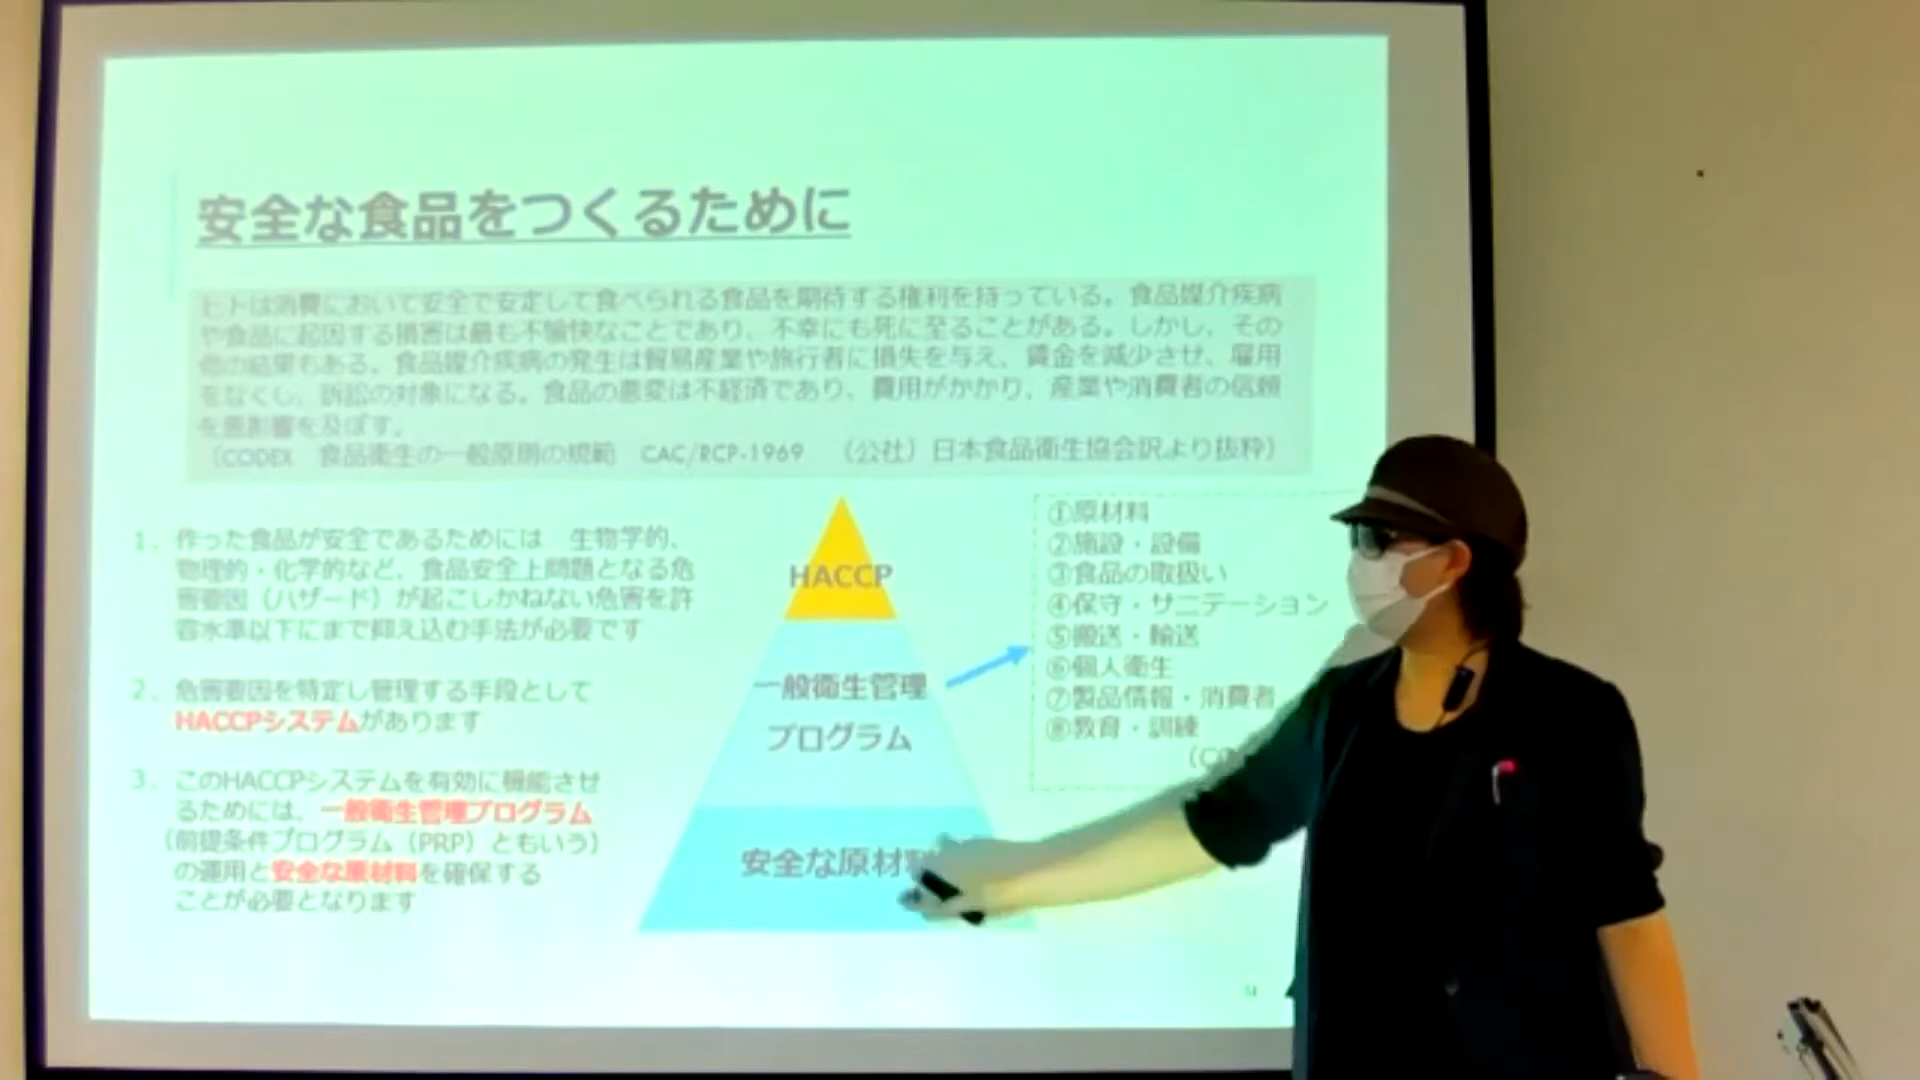 安全な食品をつくるために
ヒトは消費において安全で安定して食べられる食品を期待する権利を持っている。食品媒介疾病
や食品に起因する損害は最も不愉快なことであり、不幸にも死に至ることがある。しかし、その
他の結果もある。食品媒介疾病の発生は貿易産業や旅行者に損失を与え、賃金を減少させ、雇用
をなくし、訴訟の対象になる。食品の悪変は不経済であり、費用がかかり、産業や消費者の信頼
を悪影響を及ぼす。
（CODEX　食品衛生の一般原則の規範　CAC/RCP-1969　（公社）日本食品衛生協会訳より抜粋）
1．作った食品が安全であるためには　生物学的、
物理的・化学的など、食品安全上問題となる危
害要因（ハザード）が起こしかねない危害を許
容水準以下にまで抑え込む手法が必要です
2．危害要因を特定し管理する手段として
HACCPシステムがあります
3．このHACCPシステムを有効に機能させ
るためには、一般衛生管理プログラム
（前提条件プログラム（PRP）ともいう）
の運用と安全な原材料を確保する
ことが必要となります
HACCP
一般衛生管理
プログラム
安全な原材
①原材料
②施設・設備
③食品の取扱い
④保守・サニテーション
⑤搬送・輸送
⑥個人衛生
⑦製品情報・消費者
⑧教育・訓練